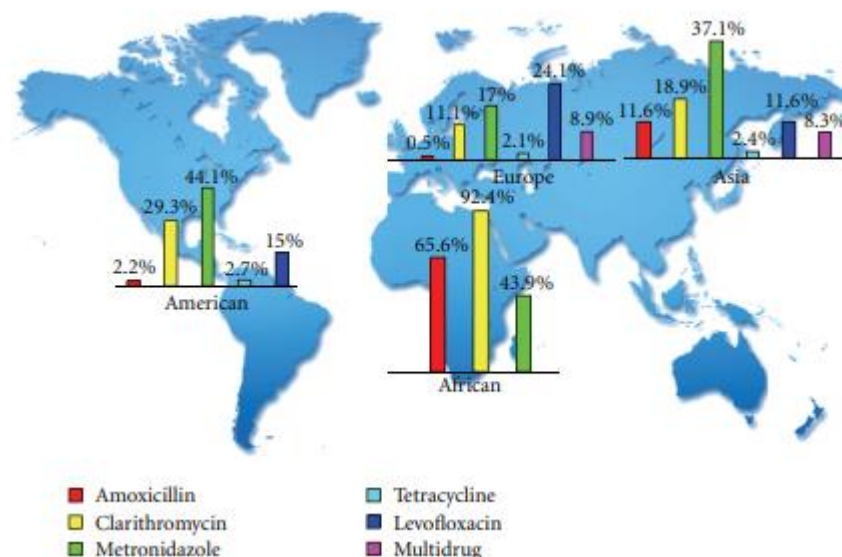 37.1%
24.1%
18.9%
17%
11.1%
11.6%
11.6%
8.9%
8.3%
0.5%
2.1%
2.4%
Europe
Asia
44.1%
92.4%
29.3%
65.6%
15%
43.9%
2.2%
2.7%
American
African
Amoxicillin
Tetracycline
Clarithromycin
Levofloxacin
Metronidazole
Multidrug